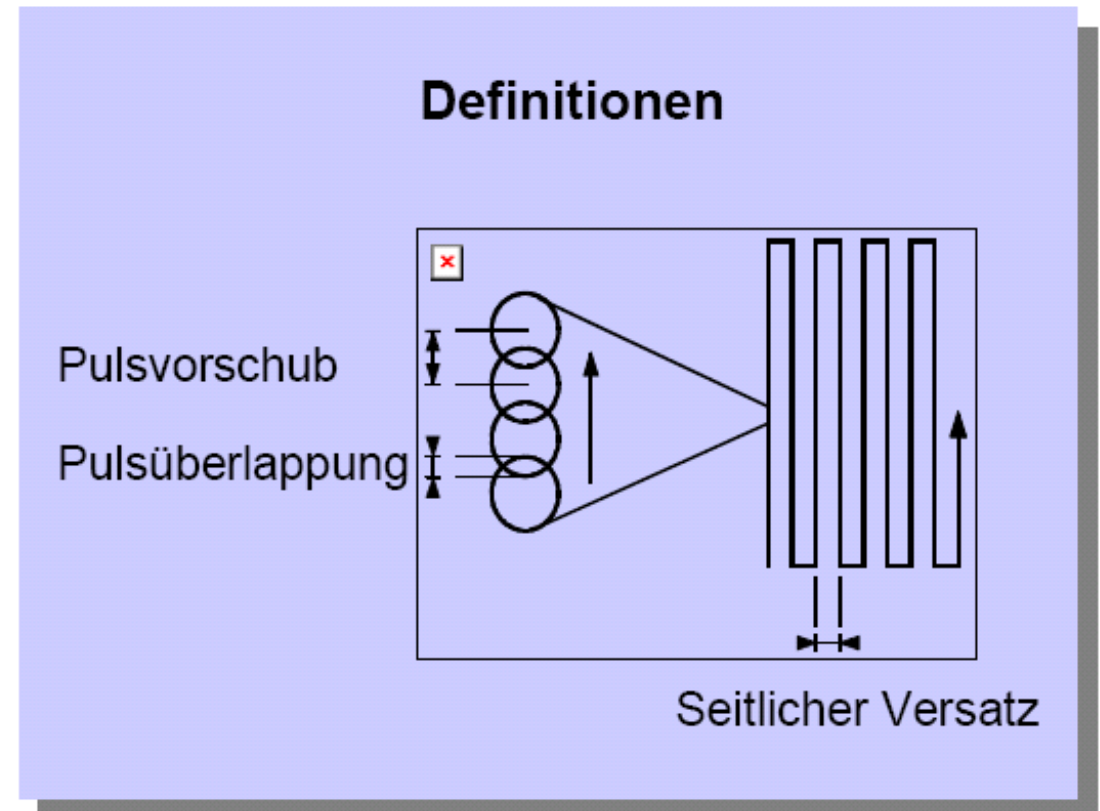 Definitionen
Pulsvorschub
Pulsüberlappung
Seitlicher Versatz